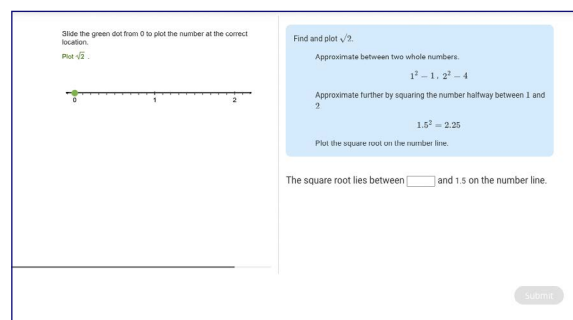 Slide the green dot from 0 to plot the number at the correct
location.
Plot √2 .
0 1 2
Find and plot √2.
Approximate between two whole numbers.
1² − 1 . 2² − 4
Approximate further by squaring the number halfway between 1 and
2
1.5² = 2.25
Plot the square root on the number line.
The square root lies between and 1.5 on the number line.
submit